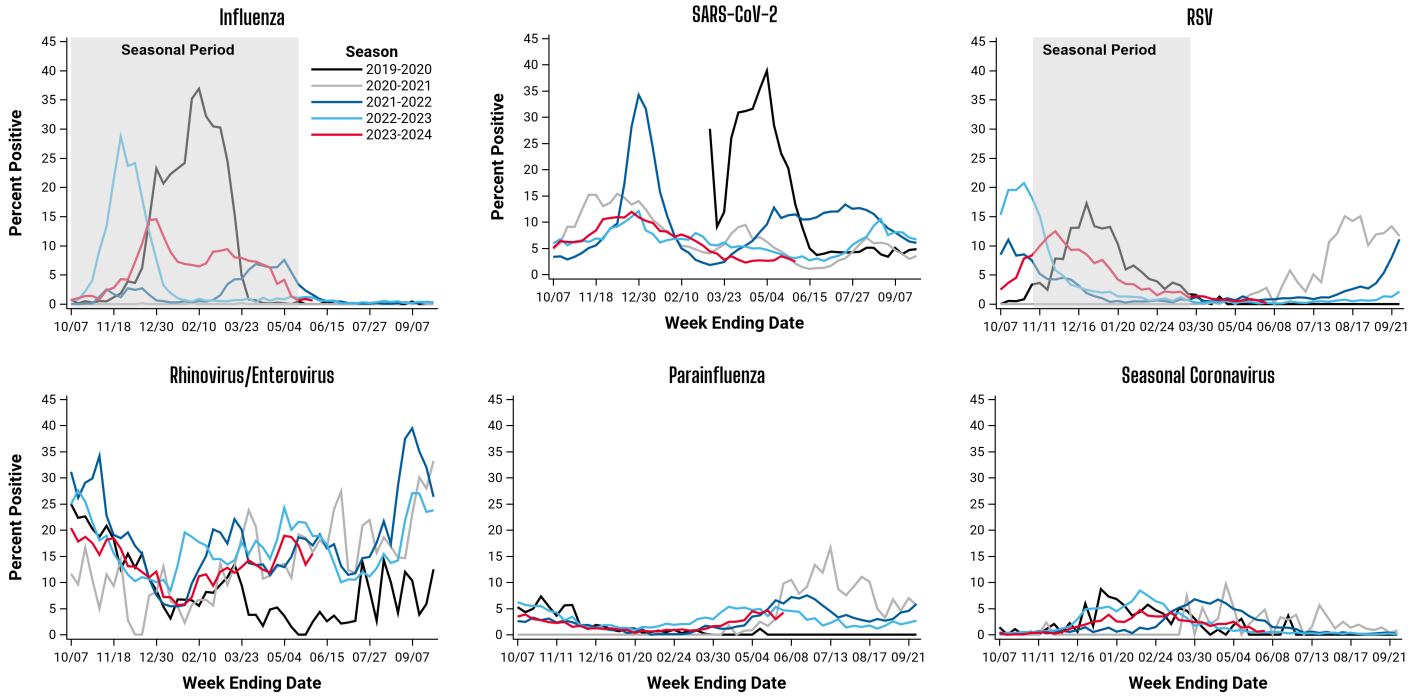 Influenza
Percent Positive
45
40
35
30
25
20
15
10
5
0
Seasonal Period
Season
2019-2020
2020-2021
2021-2022
2022-2023
2023-2024
10/07 11/18 12/30 02/10 03/23 05/04 06/15 07/27 09/07
SARS-CoV-2
Percent Positive
45
40
35
30
25
20
15
10
5
0
10/07 11/18 12/30 02/10 03/23 05/04 06/15 07/27 09/07
Week Ending Date
RSV
45
40
35
30
25
20
15
10
5
0
Seasonal Period
10/07 11/11 12/16 01/20 02/24 03/30 05/04 06/08 07/13 08/17 09/21
Rhinovirus/Enterovirus
Percent Positive
45
40
35
30
25
20
15
10
5
0
10/07 11/18 12/30 02/10 03/23 05/04 06/15 07/27 09/07
Week Ending Date
Parainfluenza
45
40
35
30
25
20
15
10
5
0
10/07 11/11 12/16 01/20 02/24 03/30 05/04 06/08 07/13 08/17 09/21
Week Ending Date
Seasonal Coronavirus
45
40
35
30
25
20
15
10
5
0
10/07 11/11 12/16 01/20 02/24 03/30 05/04 06/08 07/13 08/17 09/21
Week Ending Date